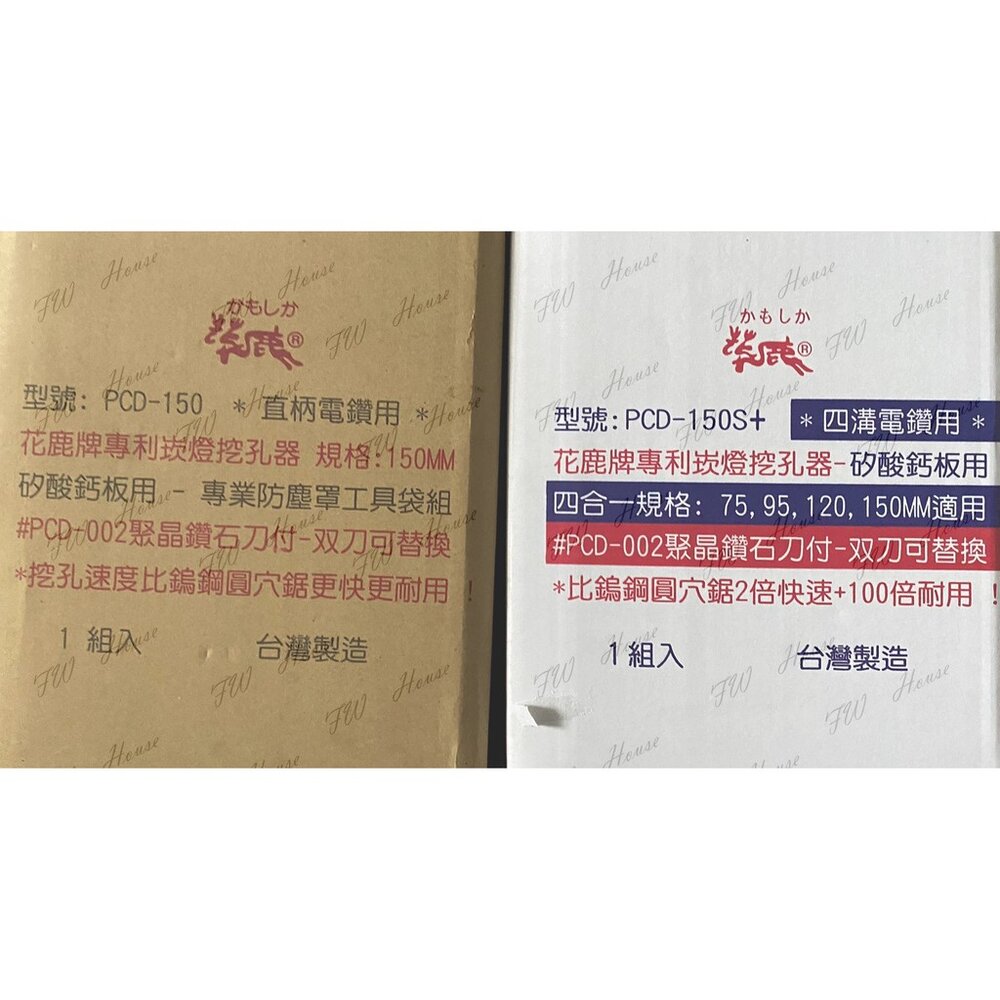 かもしか
花鹿®
型號: PCD-150 * 直柄電鑽用 *
花鹿牌專利崁燈挖孔器 規格:150MM
矽酸鈣板用 - 專業防塵罩工具袋組
#PCD-002聚晶鑽石刀付-双刀可替換
*挖孔速度比鎢鋼圓穴鋸更快更耐用 !
1 組入 台灣製造
かもしか
花鹿®
型號:PCD-150S+ * 四溝電鑽用 *
花鹿牌專利崁燈挖孔器-矽酸鈣板用
四合一規格: 75,95,120,150MM適用
#PCD-002聚晶鑽石刀付-双刀可替換
*比鎢鋼圓穴鋸2倍快速+100倍耐用 !
1 組入 台灣製造
FW House